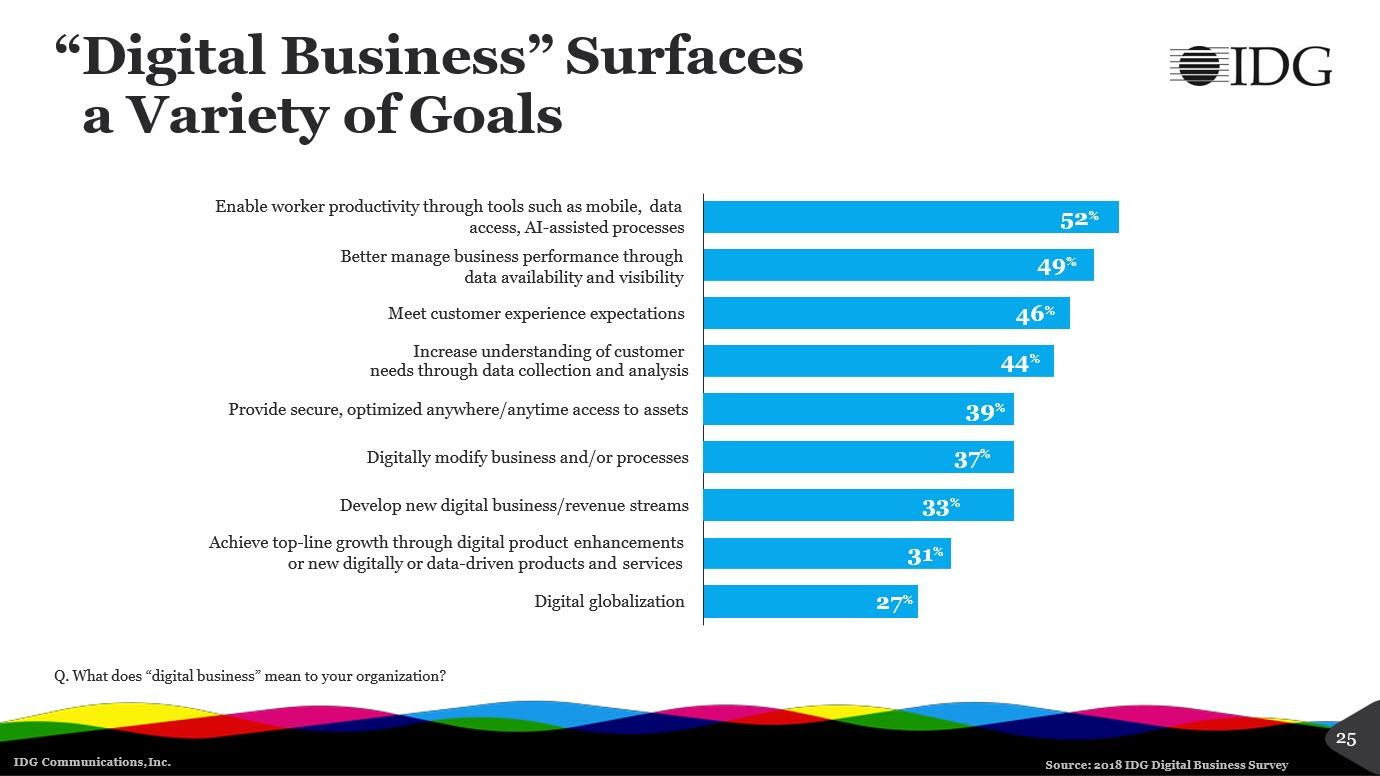 “Digital Business” Surfaces
a Variety of Goals
IDG
Enable worker productivity through tools such as mobile, data
access, AI-assisted processes
52%
Better manage business performance through
data availability and visibility
49%
Meet customer experience expectations
46%
Increase understanding of customer
needs through data collection and analysis
44%
Provide secure, optimized anywhere/anytime access to assets
39%
Digitally modify business and/or processes
37%
Develop new digital business/revenue streams
33%
Achieve top-line growth through digital product enhancements
or new digitally or data-driven products and services
31%
Digital globalization
27%
Q. What does “digital business” mean to your organization?
25
IDG Communications, Inc.
Source: 2018 IDG Digital Business Survey